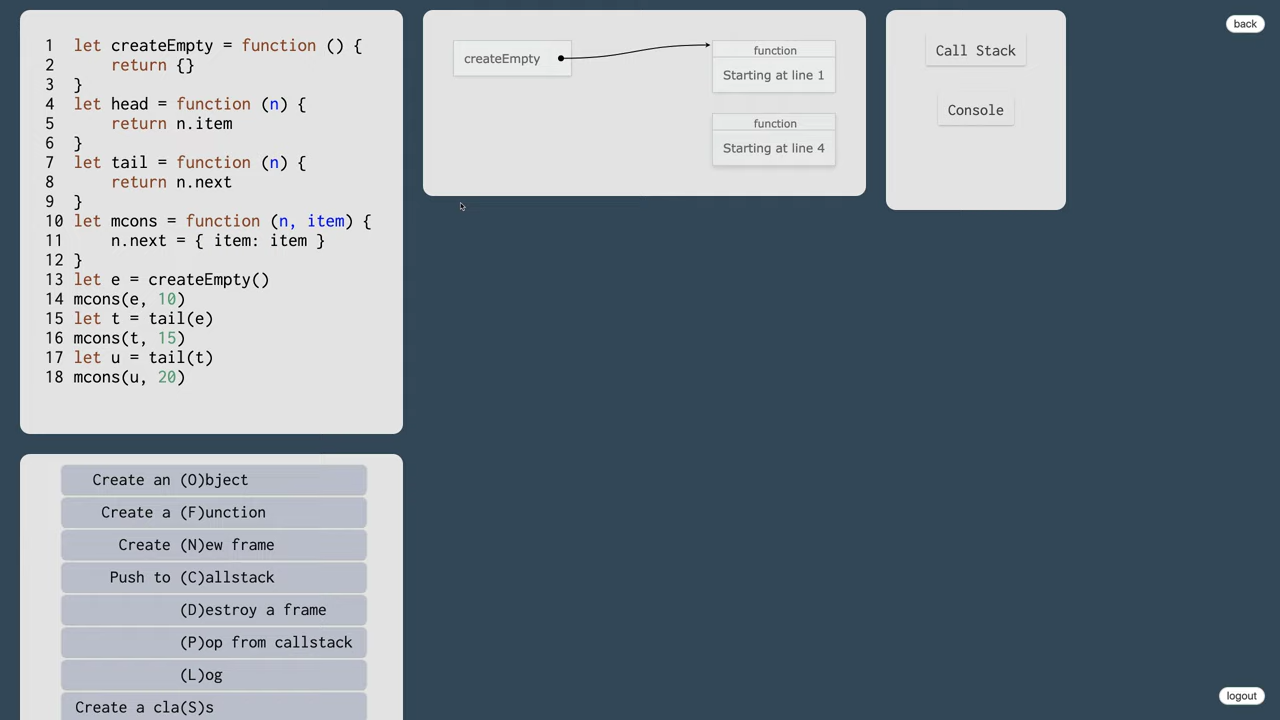 1 let createEmpty = function () {
2 return {}
3 }
4 let head = function (n) {
5 return n.item
6 }
7 let tail = function (n) {
8 return n.next
9 }
10 let mcons = function (n, item) {
11 n.next = { item: item }
12 }
13 let e = createEmpty()
14 mcons(e, 10)
15 let t = tail(e)
16 mcons(t, 15)
17 let u = tail(t)
18 mcons(u, 20)
Create an (O)bject
Create a (F)unction
Create (N)ew frame
Push to (C)allstack
(D)estroy a frame
(P)op from callstack
(L)og
Create a cla(S)s
createEmpty
function
Starting at line 1
function
Starting at line 4
Call Stack
Console
back
logout